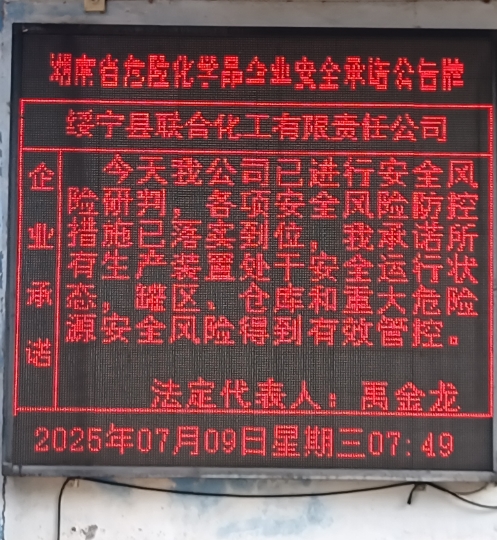 湖南省危险化学品企业安全承诺公告牌
绥宁县联合化工有限责任公司
企业承诺
今天我公司已进行安全风
险研判，各项安全风险防控
措施已落实到位，我承诺所
有生产装置处于安全运行状
态，罐区、仓库和重大危险
源安全风险得到有效管控。
法定代表人：禹金龙
2025年07月09日星期三07:49